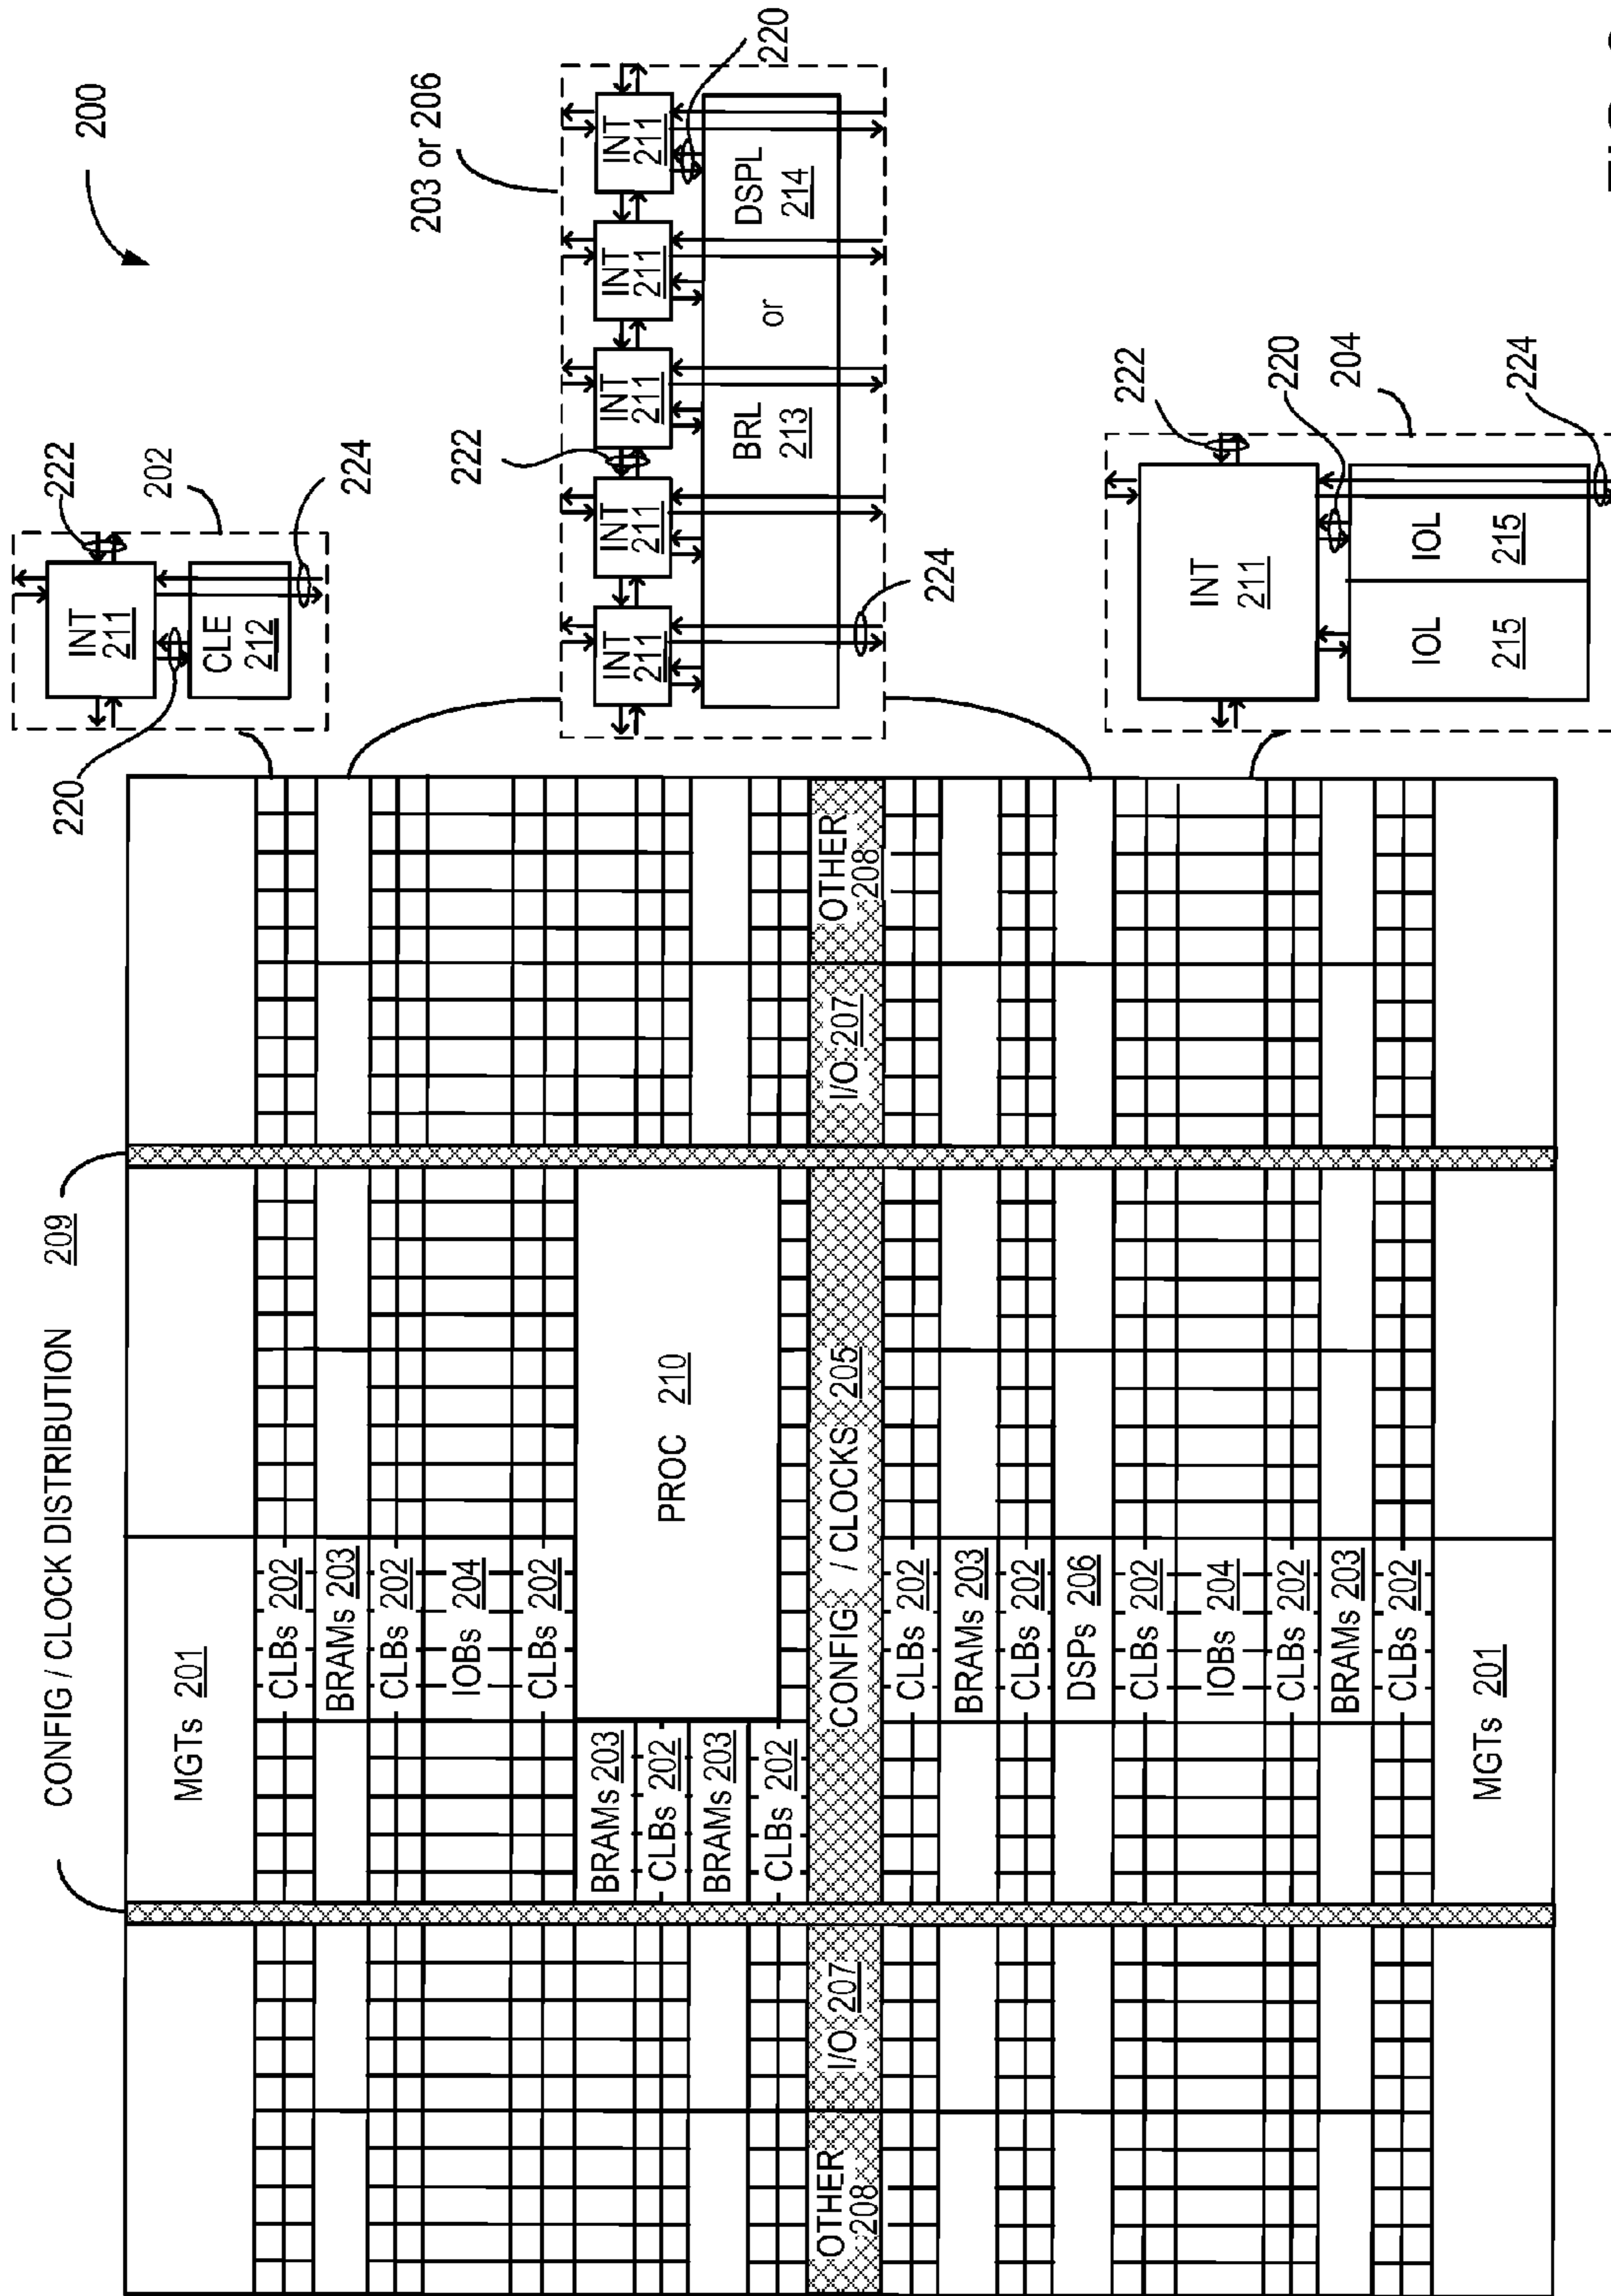 CONFIG / CLOCK DISTRIBUTION 209
200
MGTs 201
CLBs 202
BRAMs 203
CLBs 202
IOBs 204
CLBs 202
BRAMs 203
CLBs 202
BRAMs 203
CLBs 202
PROC 210
OTHER
208
I/O 207
CONFIG / CLOCKS 205
I/O 207
OTHER
208
CLBs 202
BRAMs 203
CLBs 202
DSPs 206
CLBs 202
IOBs 204
CLBs 202
BRAMs 203
CLBs 202
MGTs 201
220
222
INT
211
CLE
212
202
224
203 or 206
222
INT
211
INT
211
INT
211
INT
211
INT
211
220
BRL
213
or
DSPL
214
224
222
INT
211
220
204
IOL
215
IOL
215
224